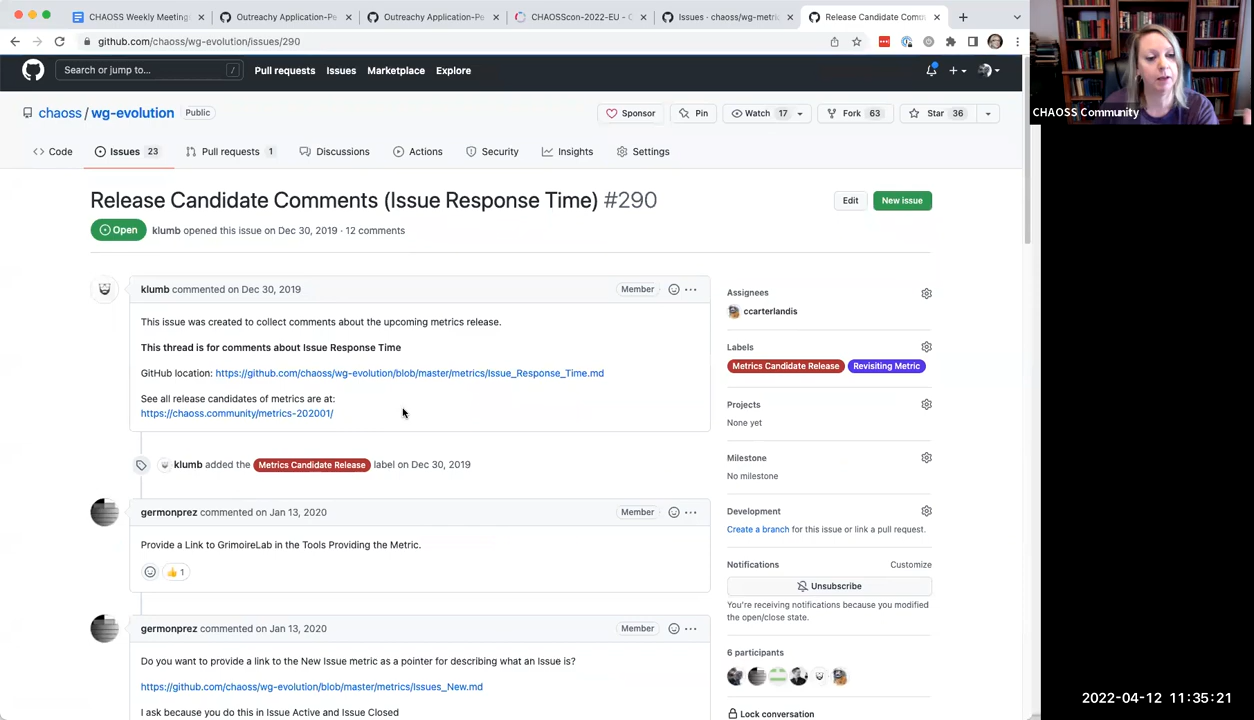 CHAOSS Weekly Meeting
Outreachy Application-Pe
Outreachy Application-Pe
CHAOSScon-2022-EU - C
Issues · chaoss/wg-metri
Release Candidate Comm
github.com/chaoss/wg-evolution/issues/290
Search or jump to... /
Pull requests Issues Marketplace Explore
chaoss / wg-evolution Public
Sponsor Pin Watch 17 Fork 63 Star 36
Code Issues 23 Pull requests 1 Discussions Actions Security Insights Settings
Release Candidate Comments (Issue Response Time) #290
Edit New issue
Open klumb opened this issue on Dec 30, 2019 · 12 comments
klumb commented on Dec 30, 2019 Member
This issue was created to collect comments about the upcoming metrics release.
This thread is for comments about Issue Response Time
GitHub location: https://github.com/chaoss/wg-evolution/blob/master/metrics/Issue_Response_Time.md
See all release candidates of metrics are at:
https://chaoss.community/metrics-202001/
klumb added the Metrics Candidate Release label on Dec 30, 2019
germonprez commented on Jan 13, 2020 Member
Provide a Link to GrimoireLab in the Tools Providing the Metric.
👍 1
germonprez commented on Jan 13, 2020 Member
Do you want to provide a link to the New Issue metric as a pointer for describing what an Issue is?
https://github.com/chaoss/wg-evolution/blob/master/metrics/Issues_New.md
I ask because you do this in Issue Active and Issue Closed
Assignees
ccarterlandis
Labels
Metrics Candidate Release Revisiting Metric
Projects
None yet
Milestone
No milestone
Development
Create a branch for this issue or link a pull request.
Notifications Customize
Unsubscribe
You're receiving notifications because you modified
the open/close state.
6 participants
Lock conversation
CHAOSS Community
2022-04-12 11:35:21